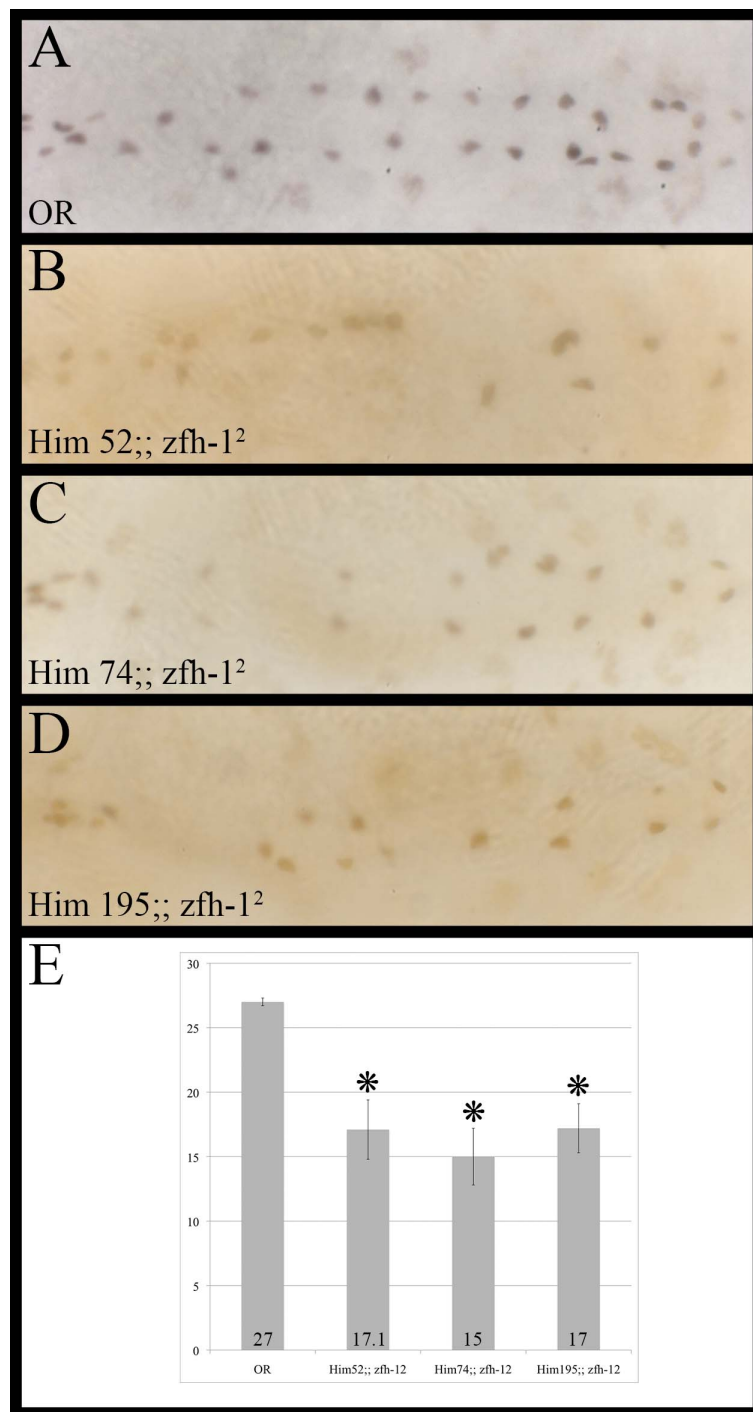 A
OR
B
Him 52;; zfh-1²
C
Him 74;; zfh-1²
D
Him 195;; zfh-1²
E
30
25
20
15
10
5
0
* * *
27 17.1 15 17
OR Him52;; zfh-12 Him74;; zfh-12 Him195;; zfh-12